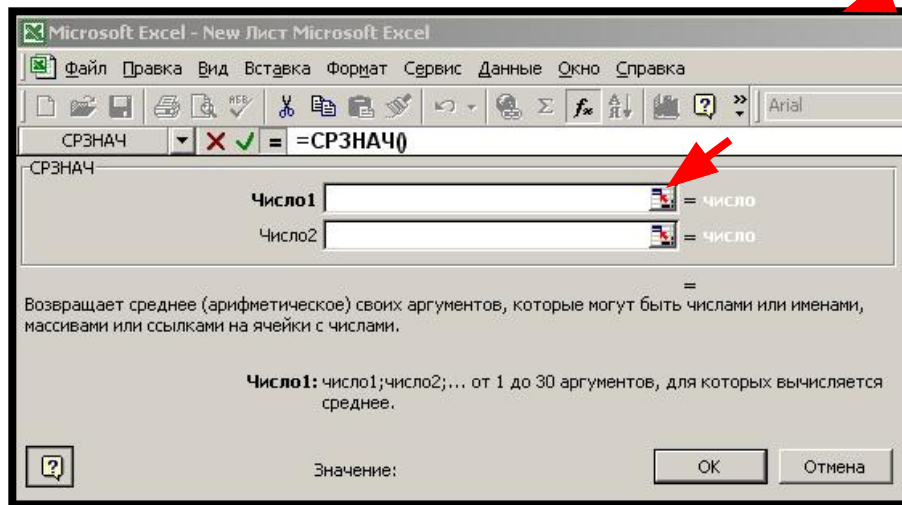 Microsoft Excel - New Лист Microsoft Excel
Файл Правка Вид Вставка Формат Сервис Данные Окно Справка
Arial
СРЗНАЧ = =СРЗНАЧ()
СРЗНАЧ
Число1 = число
Число2 = число
=
Возвращает среднее (арифметическое) своих аргументов, которые могут быть числами или именами,
массивами или ссылками на ячейки с числами.
Число1: число1;число2;... от 1 до 30 аргументов, для которых вычисляется
среднее.
Значение: ОК Отмена